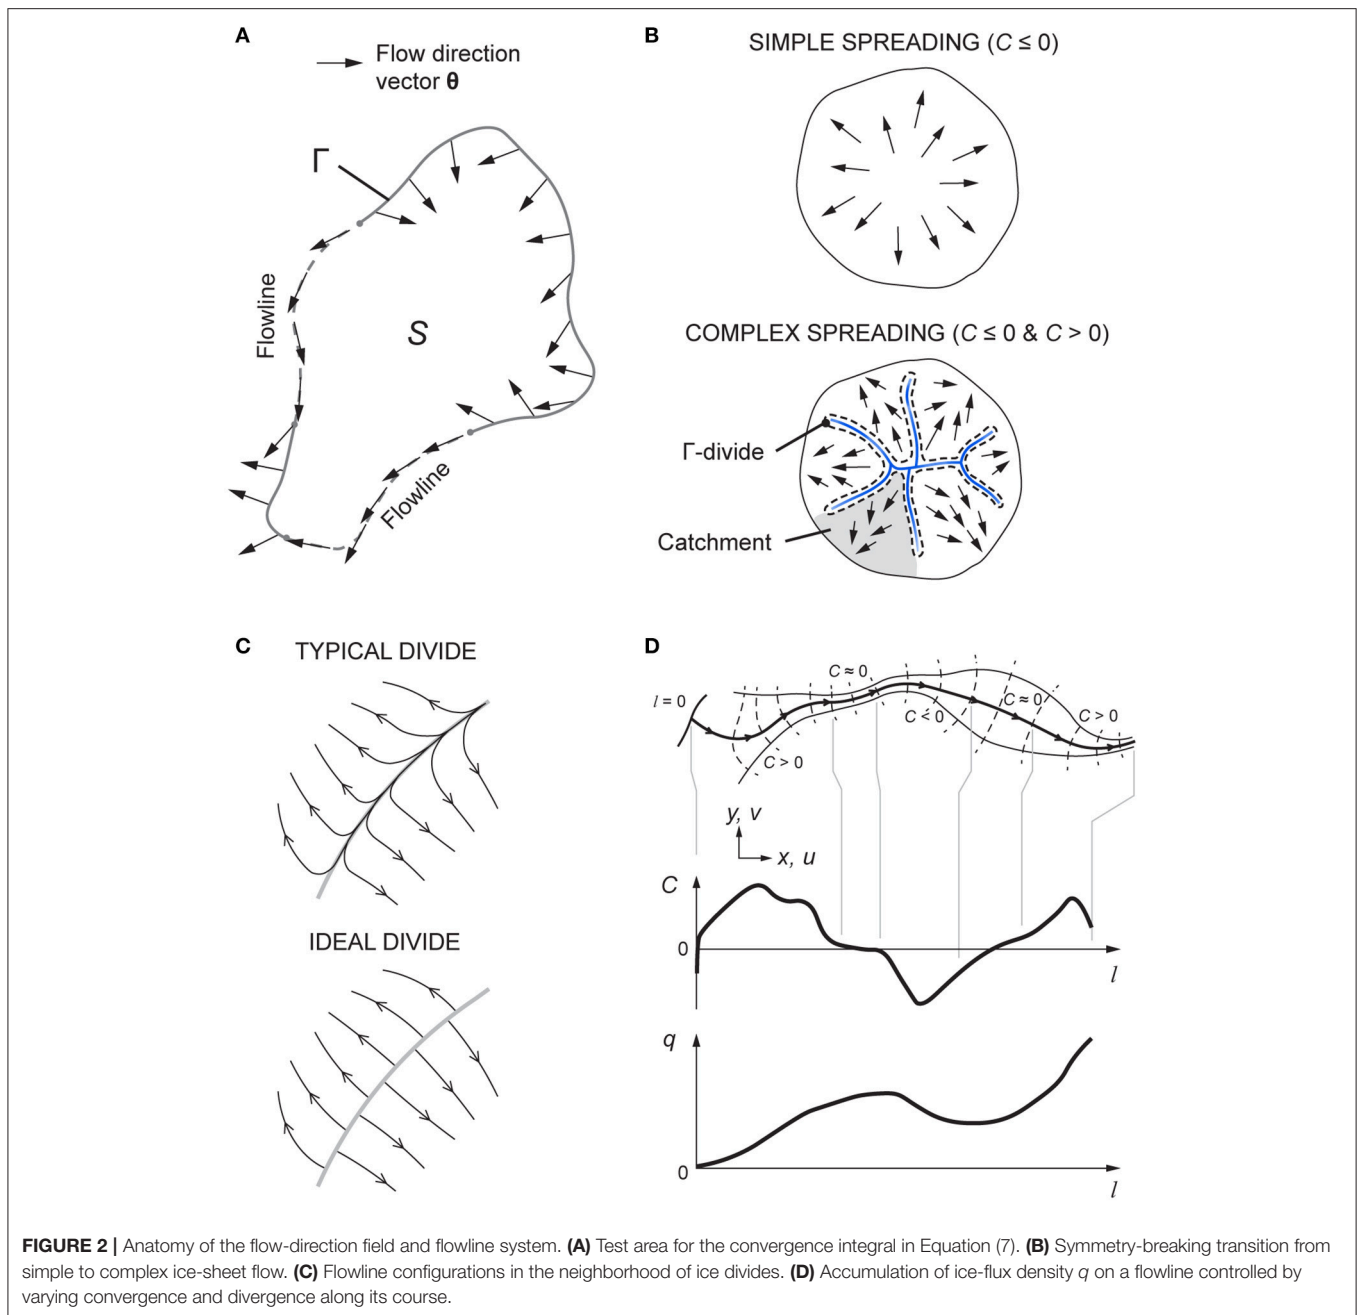 A
Flow direction
vector θ
Γ
Flowline
S
Flowline
B
SIMPLE SPREADING (C ≤ 0)
COMPLEX SPREADING (C ≤ 0 & C > 0)
Γ-divide
Catchment
C
TYPICAL DIVIDE
IDEAL DIVIDE
D
l = 0
C ≈ 0
C > 0
C < 0
C ≈ 0
C > 0
y, v
x, u
C
0
l
q
0
l
FIGURE 2 | Anatomy of the flow-direction field and flowline system. (A) Test area for the convergence integral in Equation (7). (B) Symmetry-breaking transition from
simple to complex ice-sheet flow. (C) Flowline configurations in the neighborhood of ice divides. (D) Accumulation of ice-flux density q on a flowline controlled by
varying convergence and divergence along its course.